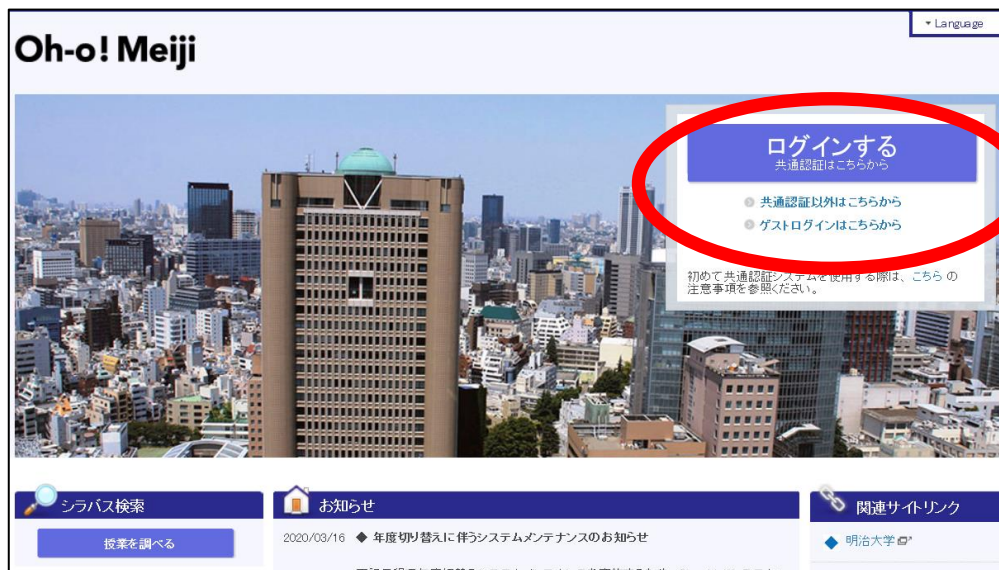 Language
Oh-o! Meiji
ログインする
共通認証はこちらから
共通認証以外はこちらから
ゲストログインはこちらから
初めて共通認証システムを使用する際は、こちら の
注意事項を参照ください。
シラバス検索
お知らせ
関連サイトリンク
授業を調べる
2020/03/16 ◆ 年度切り替えに伴うシステムメンテナンスのお知らせ
明治大学